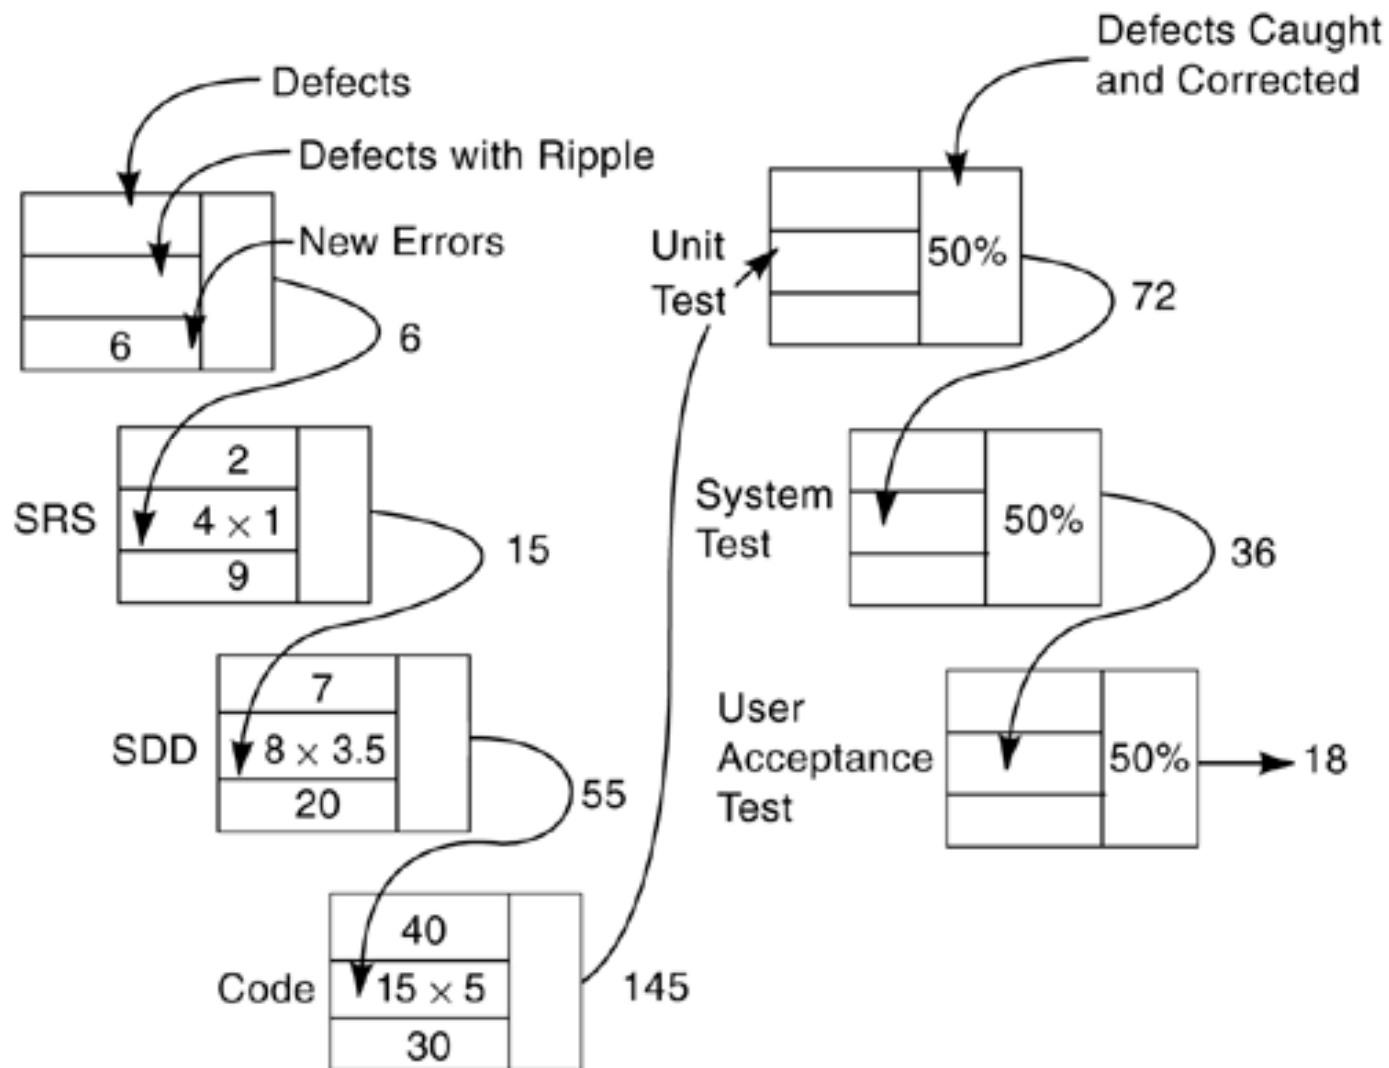 Defects
Defects with Ripple
New Errors
6
6
SRS
2
4 × 1
9
15
SDD
7
8 × 3.5
20
55
Code
40
15 × 5
30
145
Defects Caught
and Corrected
Unit
Test
50%
72
System
Test
50%
36
User
Acceptance
Test
50%
18